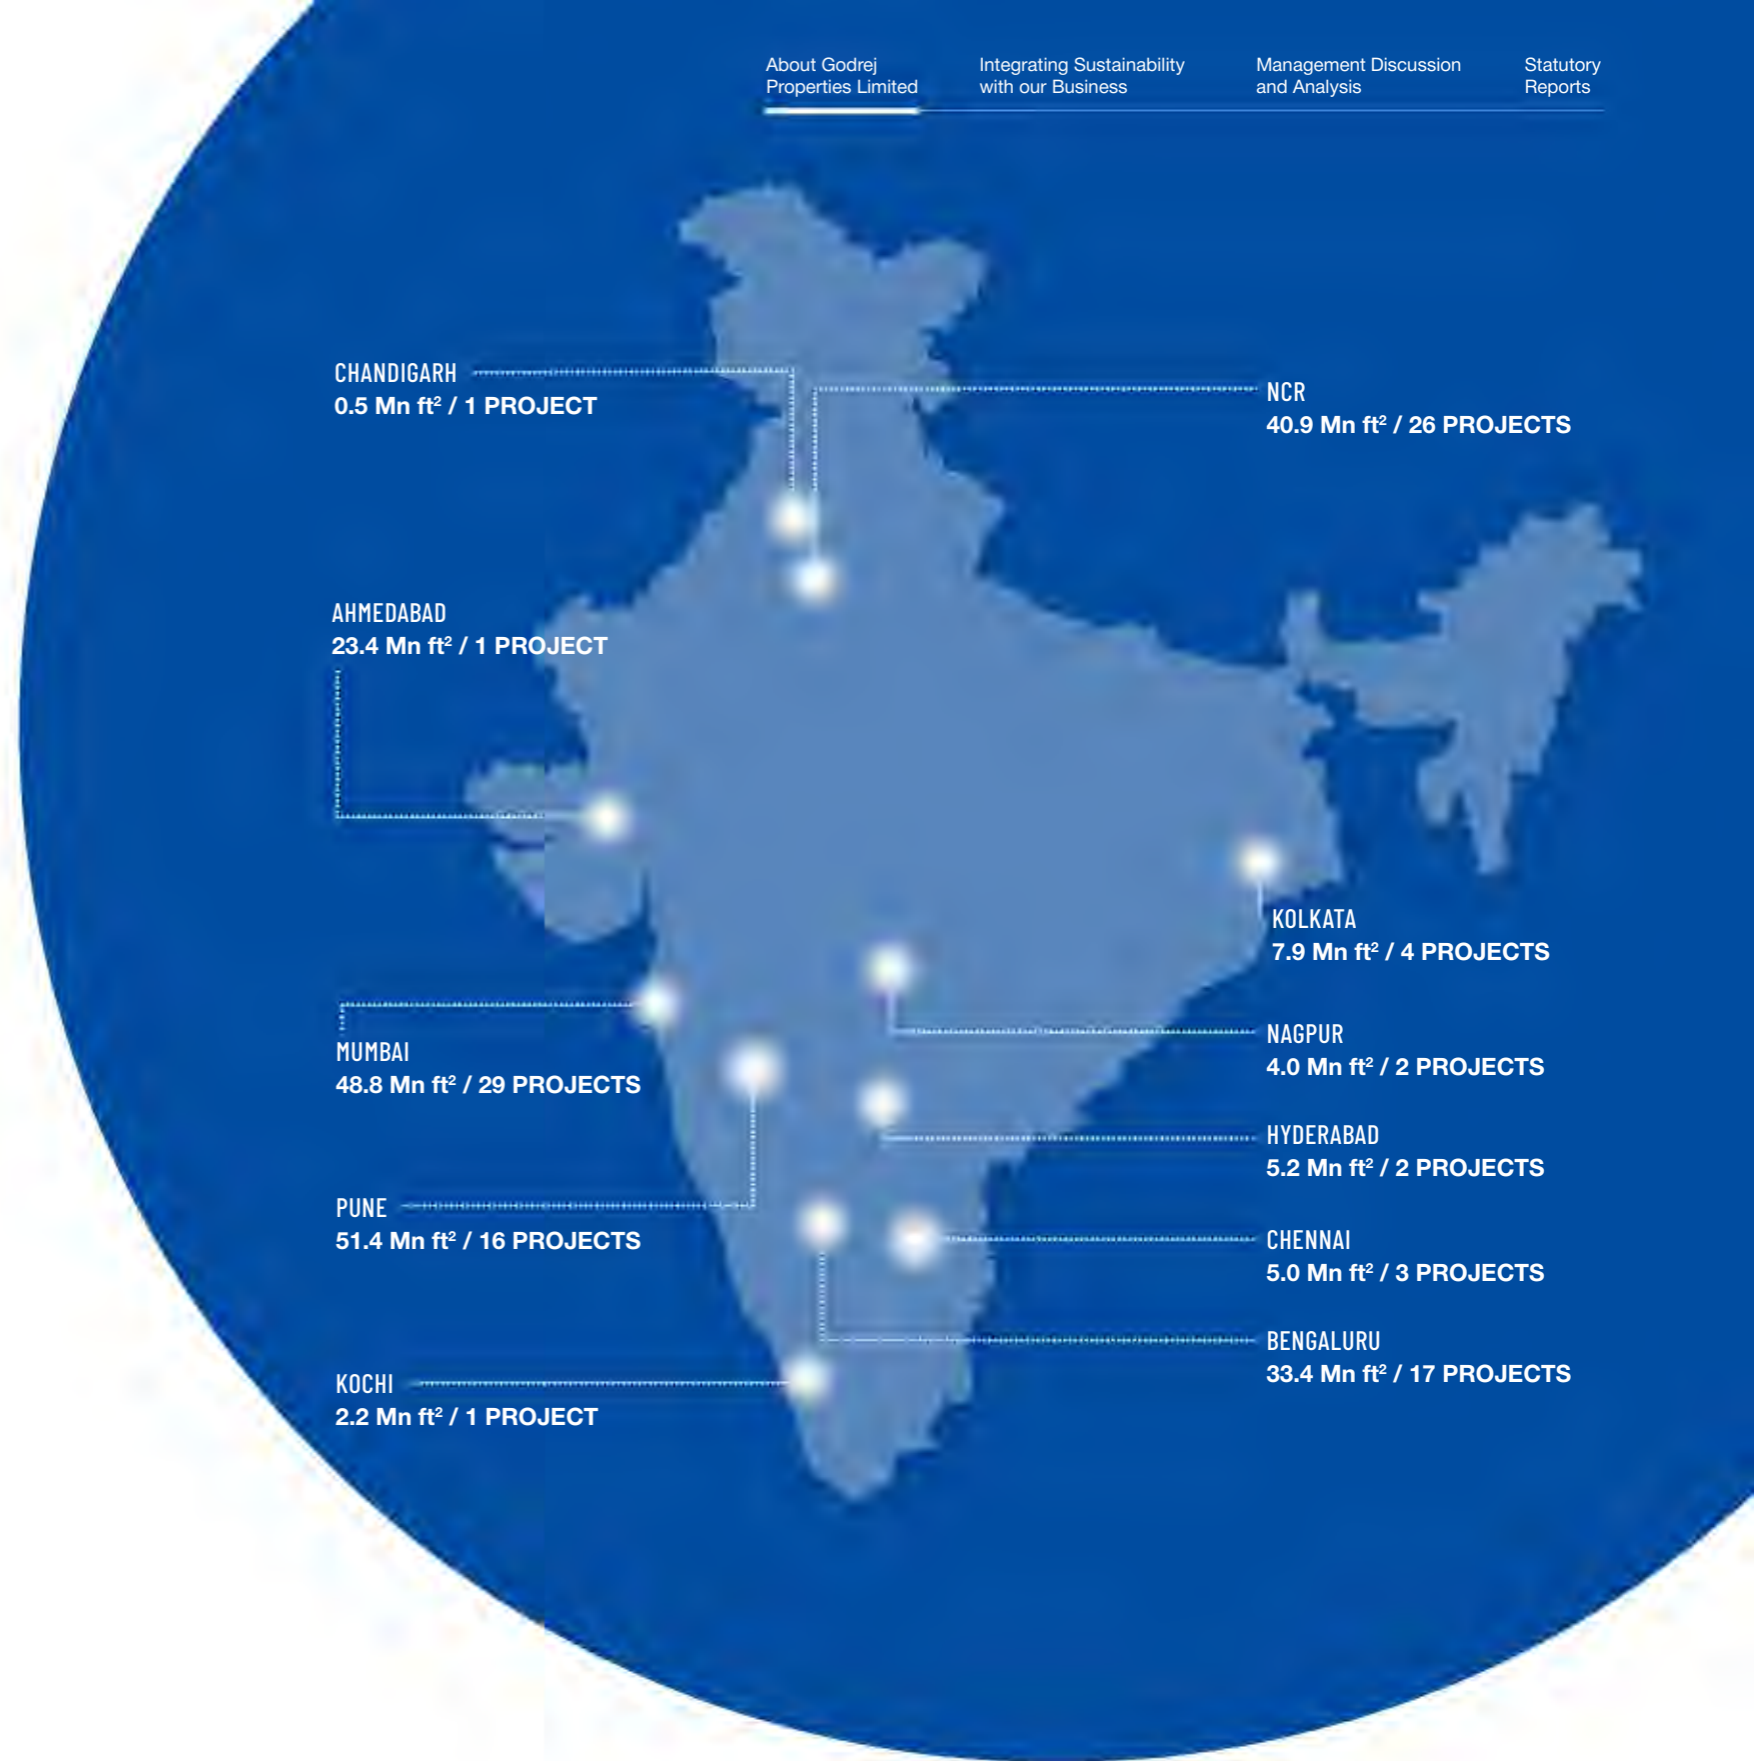 About Godrej
Properties Limited
Integrating Sustainability
with our Business
Management Discussion
and Analysis
Statutory
Reports
CHANDIGARH
0.5 Mn ft² / 1 PROJECT
NCR
40.9 Mn ft² / 26 PROJECTS
AHMEDABAD
23.4 Mn ft² / 1 PROJECT
KOLKATA
7.9 Mn ft² / 4 PROJECTS
NAGPUR
4.0 Mn ft² / 2 PROJECTS
MUMBAI
48.8 Mn ft² / 29 PROJECTS
HYDERABAD
5.2 Mn ft² / 2 PROJECTS
PUNE
51.4 Mn ft² / 16 PROJECTS
CHENNAI
5.0 Mn ft² / 3 PROJECTS
BENGALURU
33.4 Mn ft² / 17 PROJECTS
KOCHI
2.2 Mn ft² / 1 PROJECT